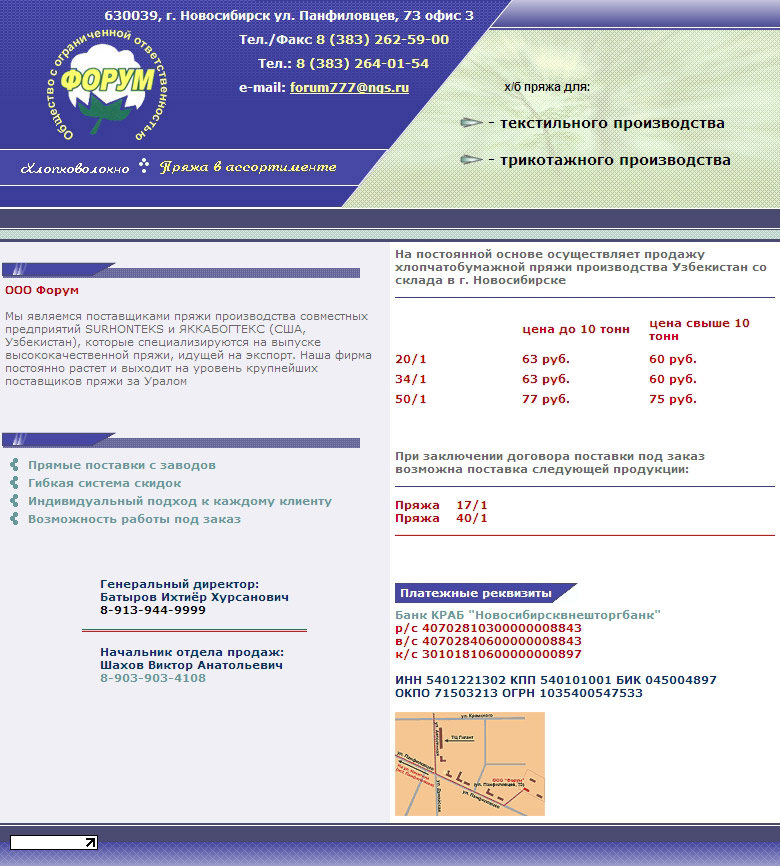 630039, г. Новосибирск ул. Панфиловцев, 73 офис 3
Тел./Факс 8 (383) 262-59-00
Тел.: 8 (383) 264-01-54
e-mail: forum777@ngs.ru
Общество с ограниченной ответственностью
ФОРУМ
Хлопковолокно
Пряжа в ассортименте
х/б пряжа для:
- текстильного производства
- трикотажного производства
ООО Форум
Мы являемся поставщиками пряжи производства совместных
предприятий SURHONTEKS и ЯККАБОГТЕКС (США,
Узбекистан), которые специализируются на выпуске
высококачественной пряжи, идущей на экспорт. Наша фирма
постоянно растет и выходит на уровень крупнейших
поставщиков пряжи за Уралом
Прямые поставки с заводов
Гибкая система скидок
Индивидуальный подход к каждому клиенту
Возможность работы под заказ
Генеральный директор:
Батыров Ихтиёр Хурсанович
8-913-944-9999
Начальник отдела продаж:
Шахов Виктор Анатольевич
8-903-903-4108
На постоянной основе осуществляет продажу
хлопчатобумажной пряжи производства Узбекистан со
склада в г. Новосибирске
цена до 10 тонн цена свыше 10 тонн
20/1 63 руб. 60 руб.
34/1 63 руб. 60 руб.
50/1 77 руб. 75 руб.
При заключении договора поставки под заказ
возможна поставка следующей продукции:
Пряжа 17/1
Пряжа 40/1
Платежные реквизиты
Банк КРАБ "Новосибирсквнешторгбанк"
р/с 40702810300000008843
в/с 40702840600000008843
к/с 30101810600000000897
ИНН 5401221302 КПП 540101001 БИК 045004897
ОКПО 71503213 ОГРН 1035400547533
ТЦ Гигант
ул. Панфиловцев
ООО "Форум"
ул. Панфиловцев